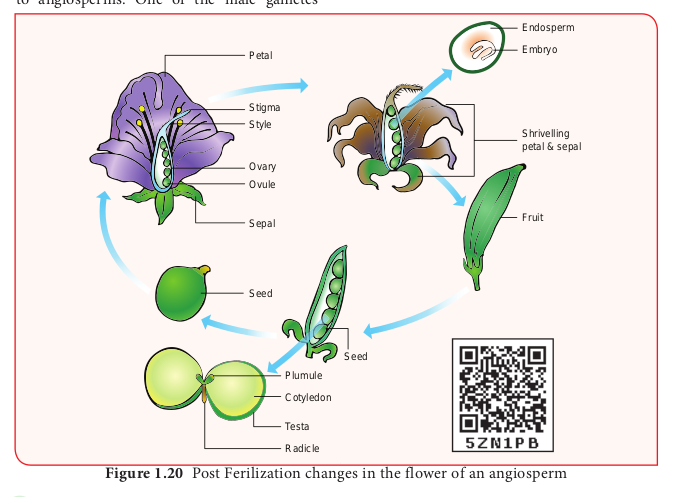 to angiosperms. One of the male gametes
Endosperm
Embryo
Petal
Stigma
Style
Shrivelling
petal & sepal
Ovary
Ovule
Fruit
Sepal
Seed
Seed
Plumule
Cotyledon
Testa
Radicle
5ZN1PB
Figure 1.20 Post Ferilization changes in the flower of an angiosperm